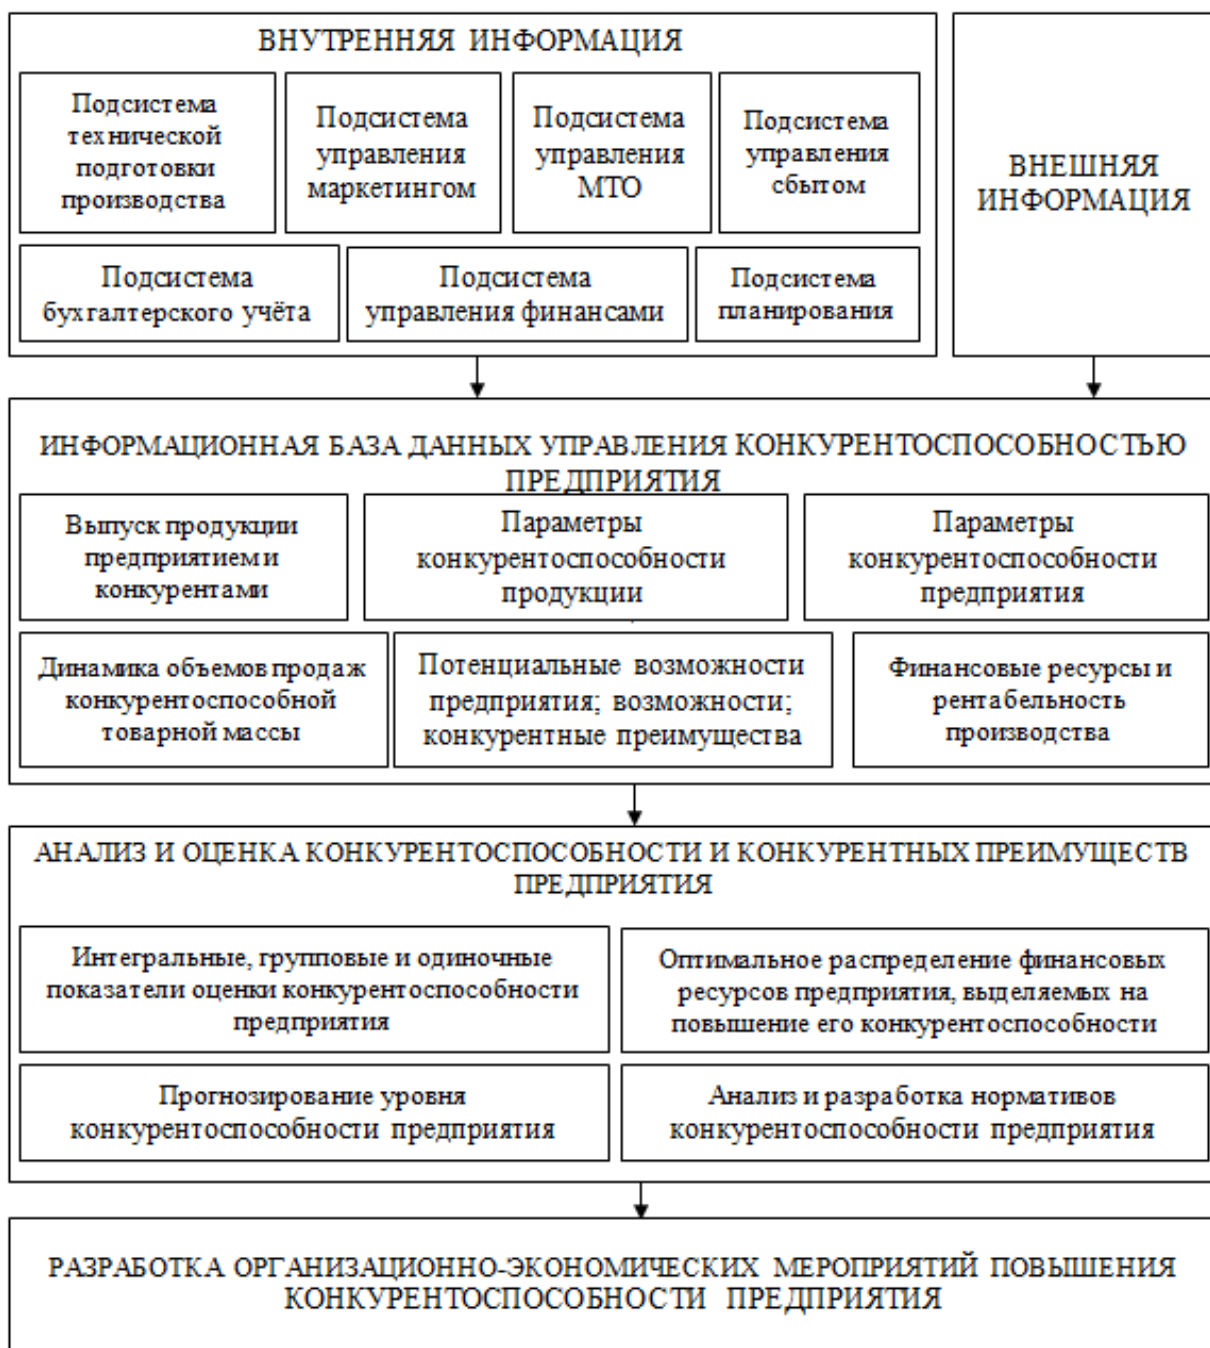 ВНУТРЕННЯЯ ИНФОРМАЦИЯ
Подсистема
технической
подготовки
производства
Подсистема
управления
маркетингом
Подсистема
управления
МТО
Подсистема
управления
сбытом
Подсистема
бухгалтерского учёта
Подсистема
управления финансами
Подсистема
планирования
ВНЕШНЯЯ
ИНФОРМАЦИЯ
ИНФОРМАЦИОННАЯ БАЗА ДАННЫХ УПРАВЛЕНИЯ КОНКУРЕНТОСПОСОБНОСТЬЮ
ПРЕДПРИЯТИЯ
Выпуск продукции
предприятием и
конкурентами
Параметры
конкурентоспособности
продукции
Параметры
конкурентоспособности
предприятия
Динамика объемов продаж
конкурентоспособной
товарной массы
Потенциальные возможности
предприятия; возможности;
конкурентные преимущества
Финансовые ресурсы и
рентабельность
производства
АНАЛИЗ И ОЦЕНКА КОНКУРЕНТОСПОСОБНОСТИ И КОНКУРЕНТНЫХ ПРЕИМУЩЕСТВ
ПРЕДПРИЯТИЯ
Интегральные, групповые и одиночные
показатели оценки конкурентоспособности
предприятия
Оптимальное распределение финансовых
ресурсов предприятия, выделяемых на
повышение его конкурентоспособности
Прогнозирование уровня
конкурентоспособности предприятия
Анализ и разработка нормативов
конкурентоспособности предприятия
РАЗРАБОТКА ОРГАНИЗАЦИОННО-ЭКОНОМИЧЕСКИХ МЕРОПРИЯТИЙ ПОВЫШЕНИЯ
КОНКУРЕНТОСПОСОБНОСТИ ПРЕДПРИЯТИЯ